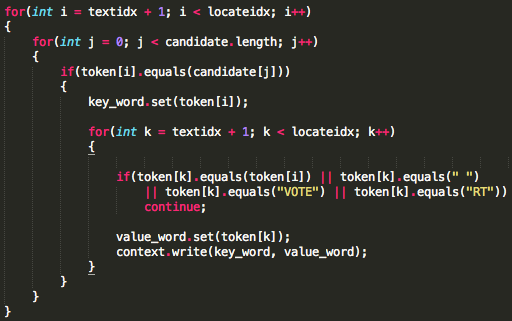 for(int i = textidx + 1; i < locateidx; i++)
{
    for(int j = 0; j < candidate.length; j++)
    {
        if(token[i].equals(candidate[j]))
        {
            key_word.set(token[i]);

            for(int k = textidx + 1; k < locateidx; k++)
            {

                if(token[k].equals(token[i]) || token[k].equals(" ")
                    || token[k].equals("VOTE") || token[k].equals("RT"))
                    continue;

                value_word.set(token[k]);
                context.write(key_word, value_word);
            }
        }
    }
}